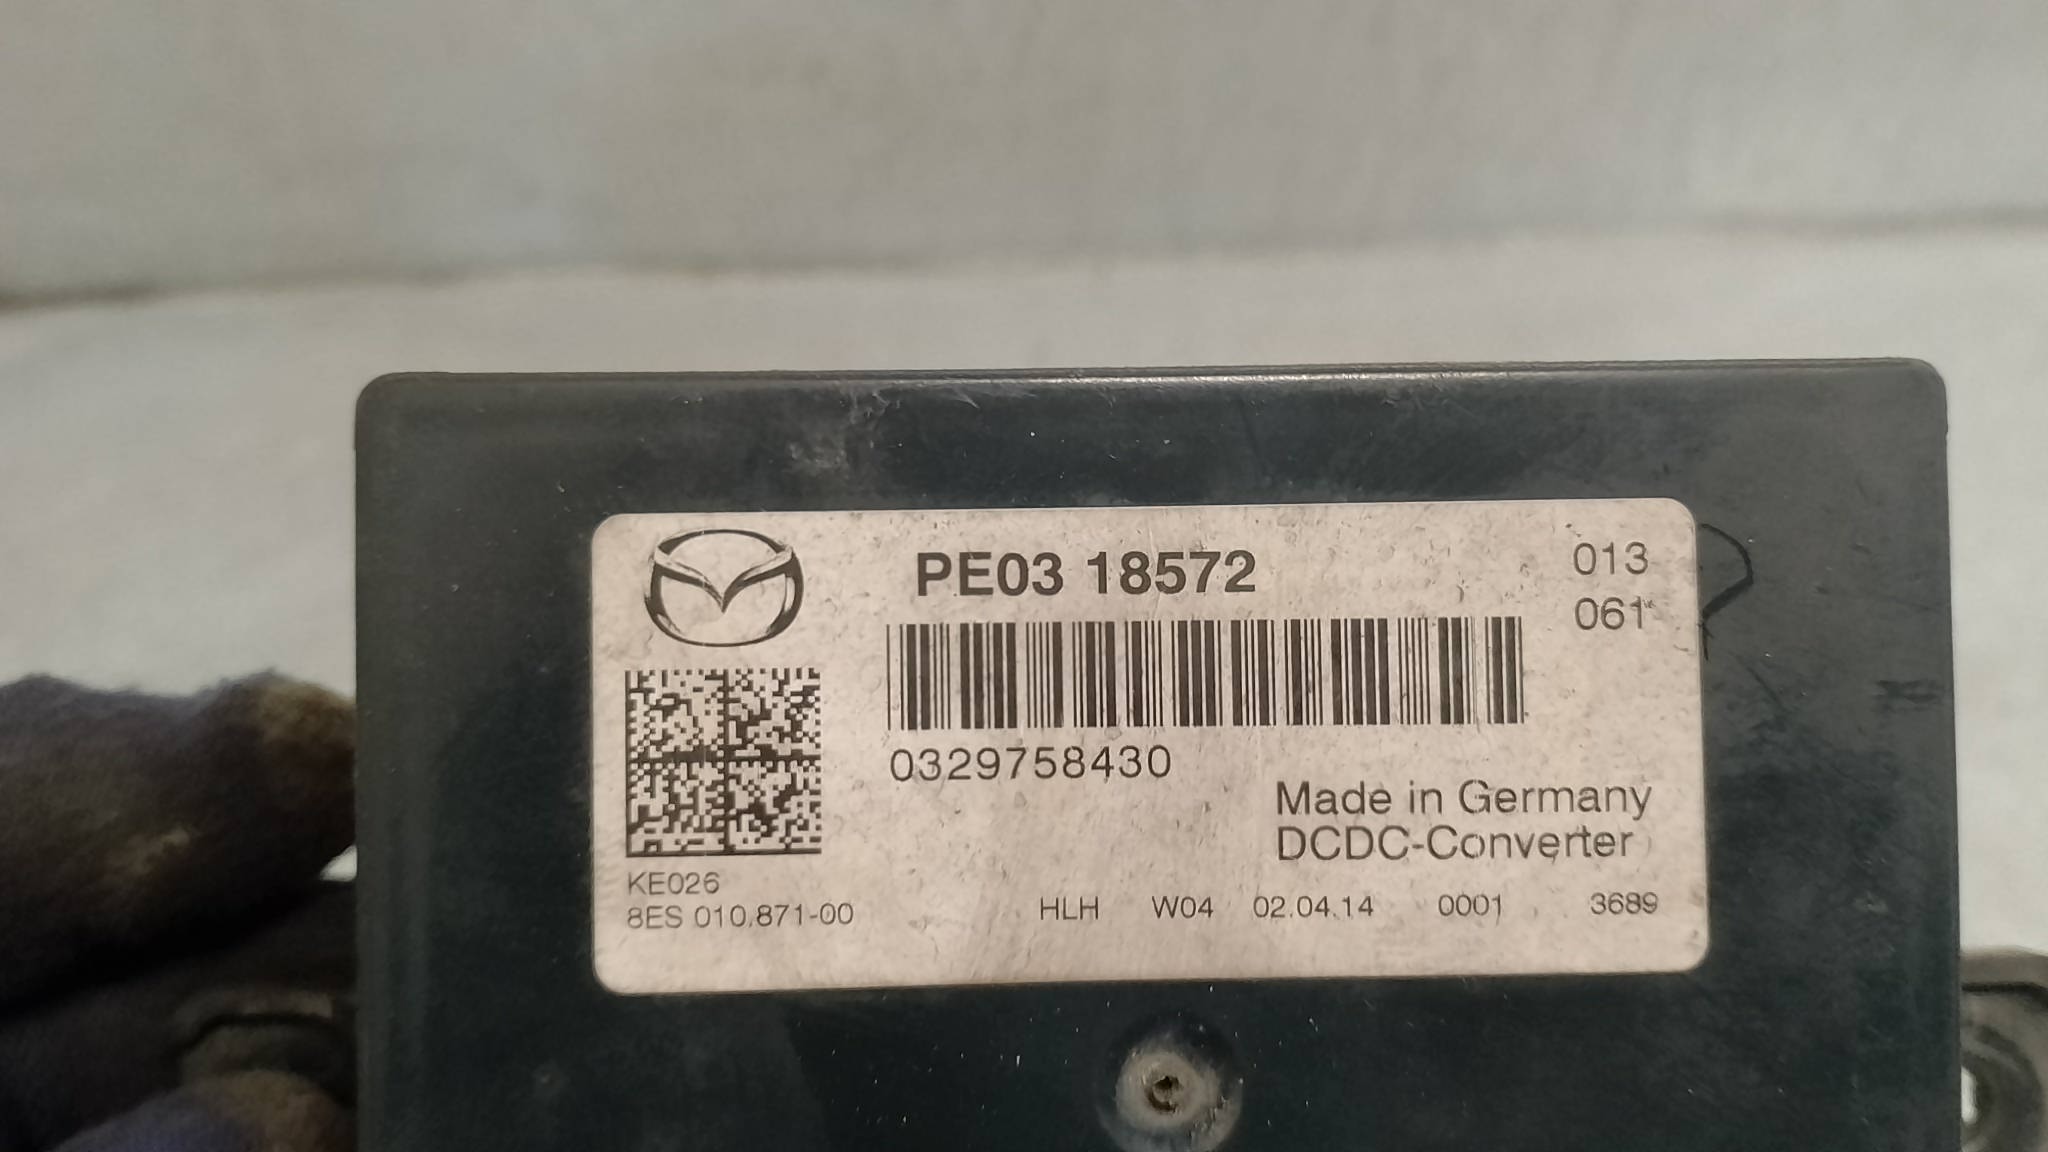 PE03 18572
013
061
0329758430
Made in Germany
DCDC-Converter
KE026
8ES 010.871-00
HLH W04 02.04.14 0001 3689